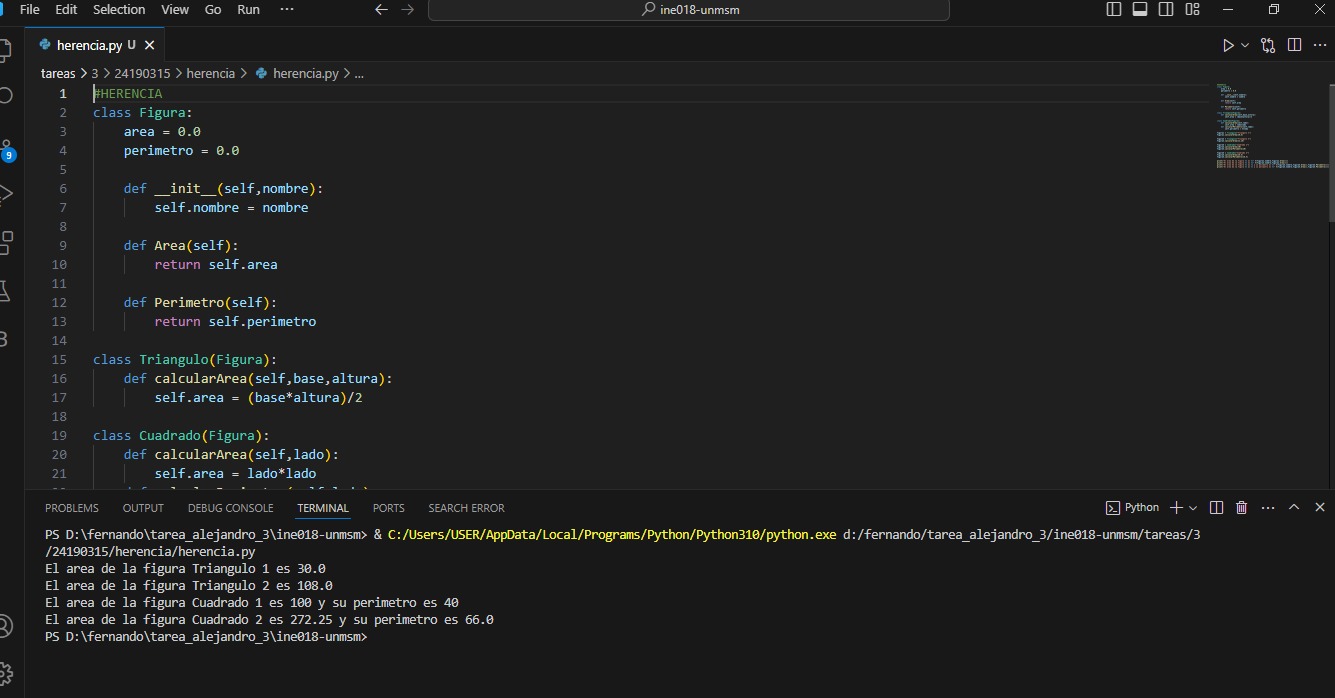 File Edit Selection View Go Run ··· ← → ine018-unmsm
herencia.py U ×
tareas > 3 > 24190315 > herencia > herencia.py > ...
1 #HERENCIA
2 class Figura:
3 area = 0.0
4 perimetro = 0.0
5
6 def __init__(self,nombre):
7 self.nombre = nombre
8
9 def Area(self):
10 return self.area
11
12 def Perimetro(self):
13 return self.perimetro
14
15 class Triangulo(Figura):
16 def calcularArea(self,base,altura):
17 self.area = (base*altura)/2
18
19 class Cuadrado(Figura):
20 def calcularArea(self,lado):
21 self.area = lado*lado
9
PROBLEMS OUTPUT DEBUG CONSOLE TERMINAL PORTS SEARCH ERROR Python
PS D:\fernando\tarea_alejandro_3\ine018-unmsm> & C:/Users/USER/AppData/Local/Programs/Python/Python310/python.exe d:/fernando/tarea_alejandro_3/ine018-unmsm/tareas/3
/24190315/herencia/herencia.py
El area de la figura Triangulo 1 es 30.0
El area de la figura Triangulo 2 es 108.0
El area de la figura Cuadrado 1 es 100 y su perimetro es 40
El area de la figura Cuadrado 2 es 272.25 y su perimetro es 66.0
PS D:\fernando\tarea_alejandro_3\ine018-unmsm>